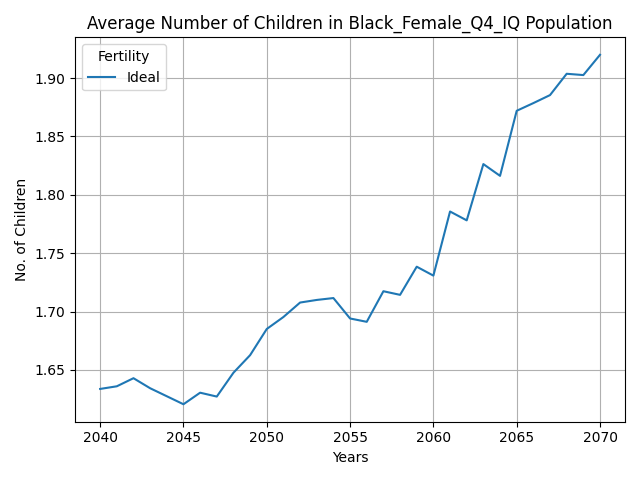 Average Number of Children in Black_Female_Q4_IQ Population
Fertility
Ideal
No. of Children
1.90
1.85
1.80
1.75
1.70
1.65
2040 2045 2050 2055 2060 2065 2070
Years